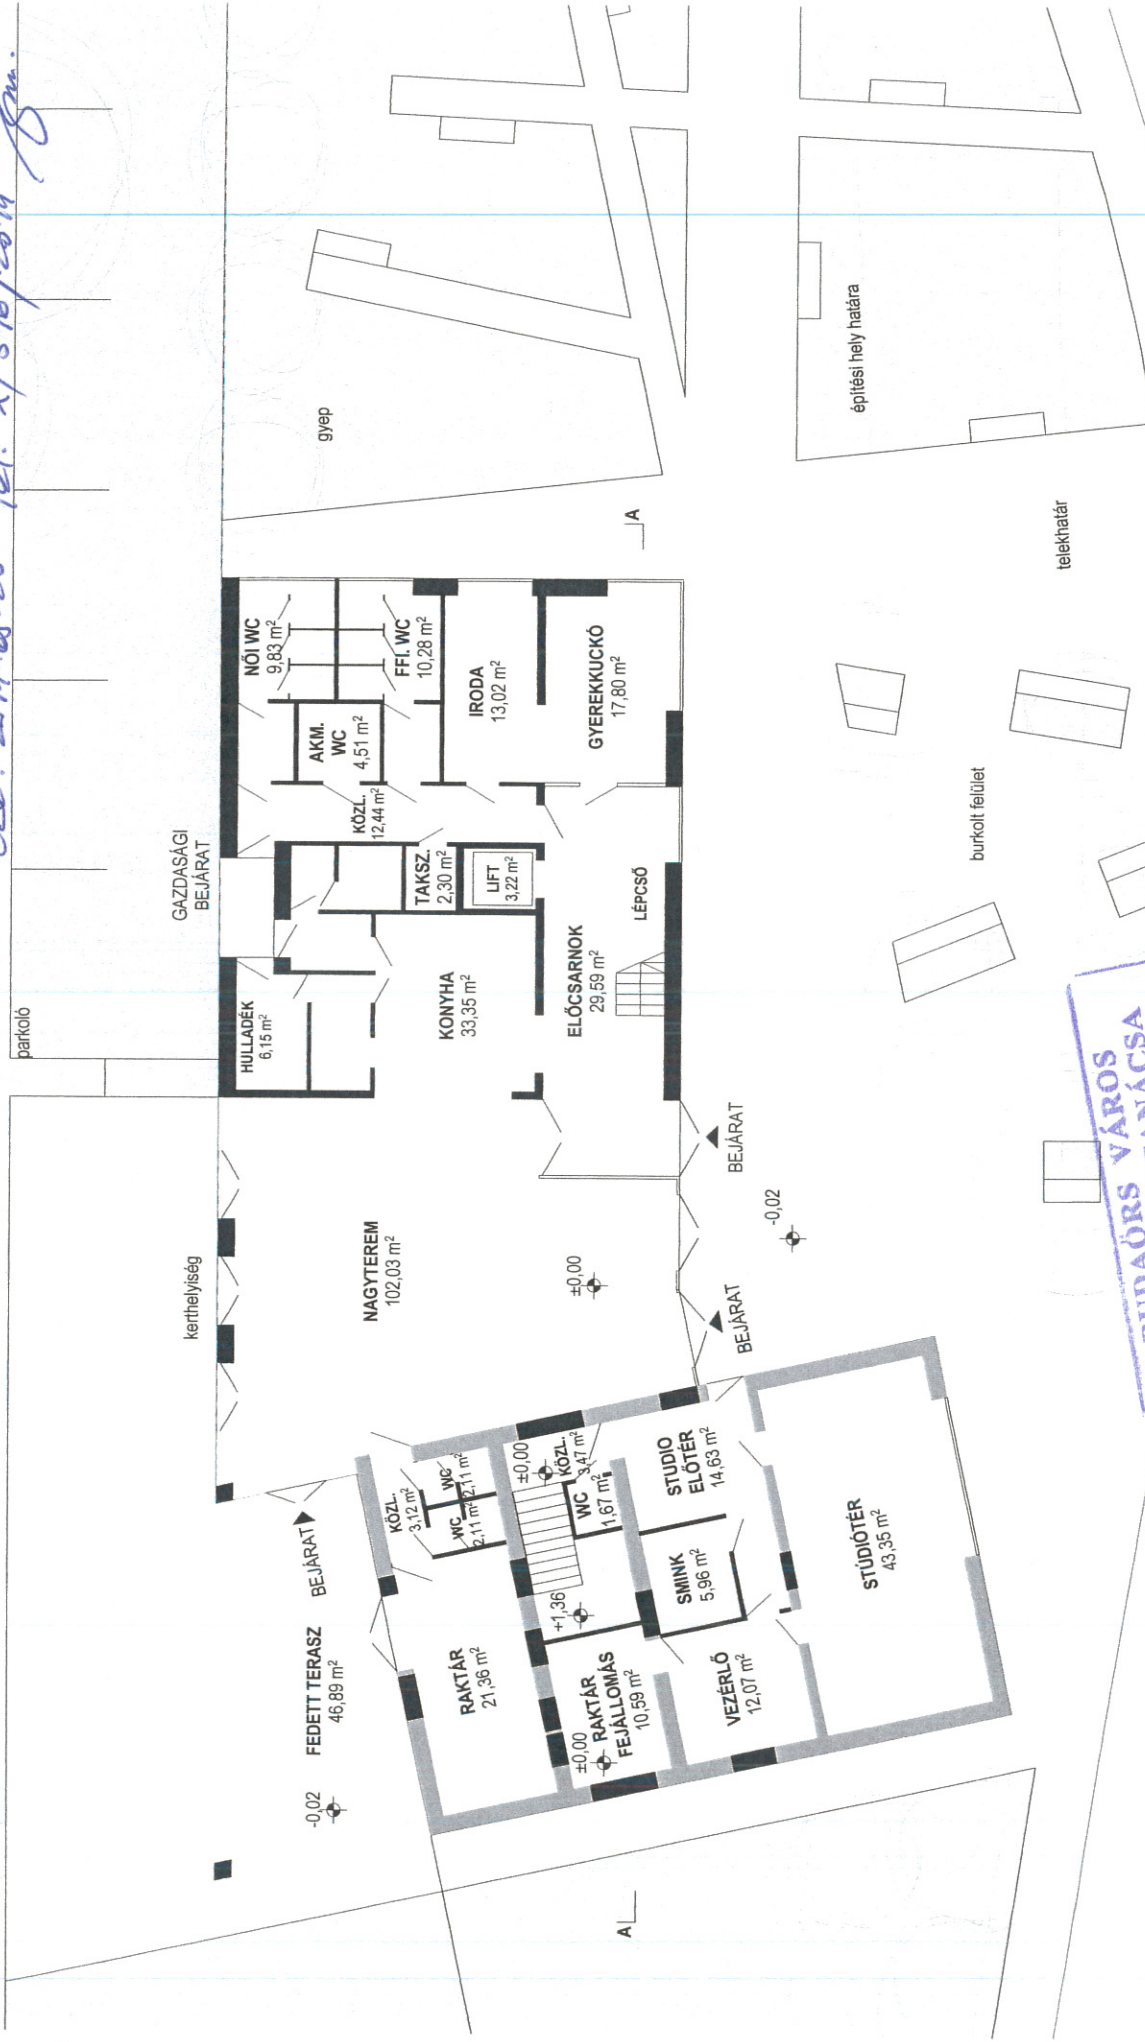 parkoló
GAZDASÁGI
BEJÁRAT
gyep
kerthelyiség
HULLADÉK
6,15 m²
NŐI WC
9,83 m²
AKM.
WC
4,51 m²
FFI. WC
10,28 m²
KÖZL.
12,44 m²
TAKSZ.
2,30 m²
LIFT
3,22 m²
IRODA
13,02 m²
GYEREKKUCKÓ
17,80 m²
KONYHA
33,35 m²
ELŐCSARNOK
29,59 m²
LÉPCSŐ
NAGYTEREM
102,03 m²
±0,00
BEJÁRAT
BEJÁRAT
-0,02
FEDETT TERASZ
46,89 m²
BEJÁRAT
-0,02
KÖZL.
3,12 m²
WC
2,11 m²
WC
2,11 m²
RAKTÁR
21,36 m²
±0,00
KÖZL.
3,47 m²
WC
1,67 m²
+1,36
±0,00
RAKTÁR
FEJÁLLOMÁS
10,59 m²
STUDIO
ELŐTÉR
14,63 m²
SMINK
5,96 m²
VEZÉRLŐ
12,07 m²
STÚDIÓTÉR
43,35 m²
A
A
építési hely határa
telekhatár
burkolt felület
BUDAÖRS VÁROS